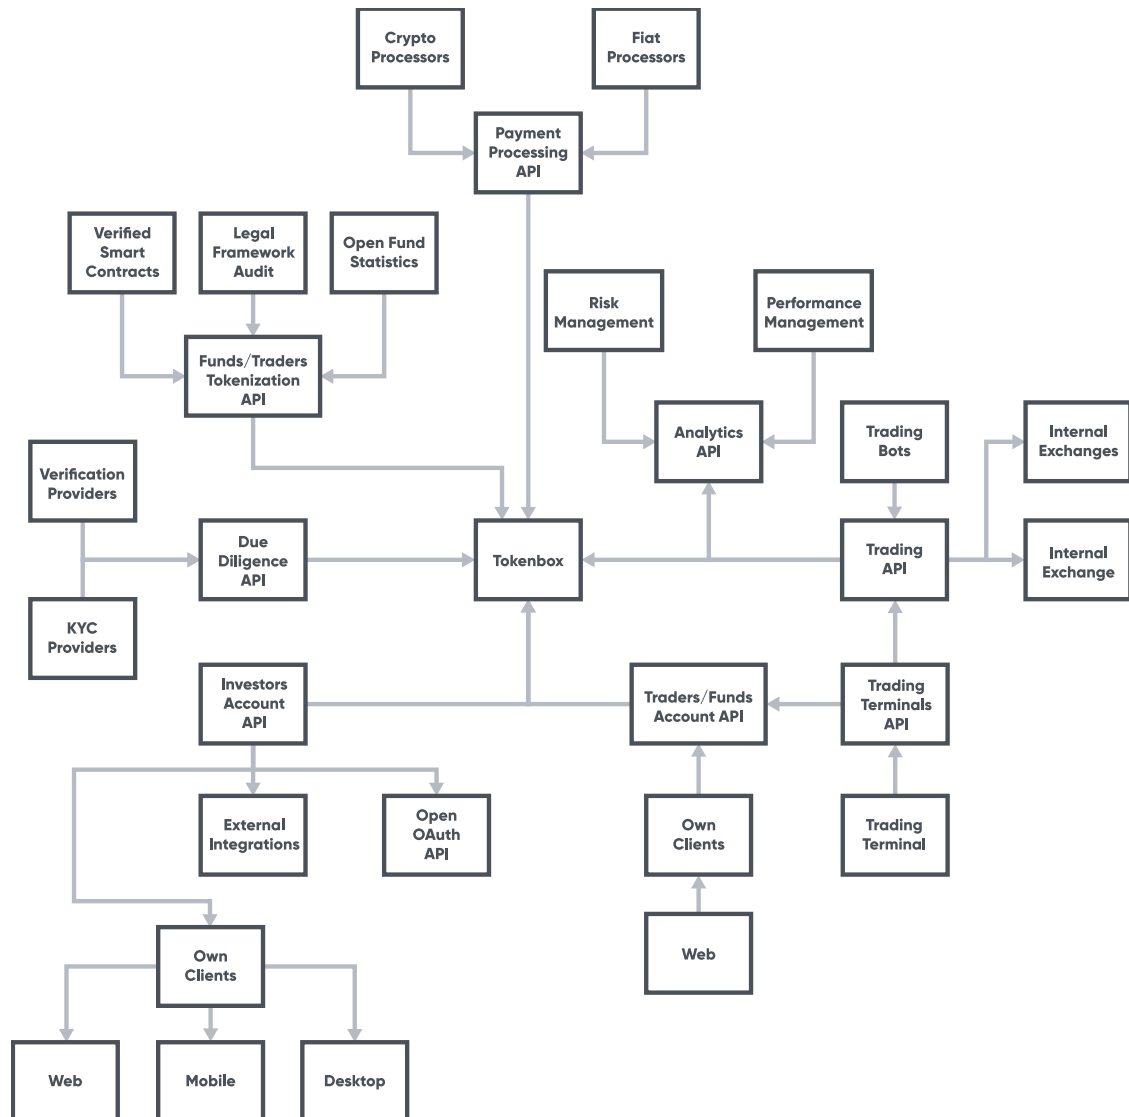 Crypto
Processors
Fiat
Processors
Payment
Processing
API
Verified
Smart
Contracts
Legal
Framework
Audit
Open Fund
Statistics
Risk
Management
Performance
Management
Funds/Traders
Tokenization
API
Analytics
API
Trading
Bots
Internal
Exchanges
Verification
Providers
Due
Diligence
API
Tokenbox
Trading
API
Internal
Exchange
KYC
Providers
Investors
Account
API
Traders/Funds
Account API
Trading
Terminals
API
External
Integrations
Open
OAuth
API
Own
Clients
Trading
Terminal
Web
Own
Clients
Web
Mobile
Desktop